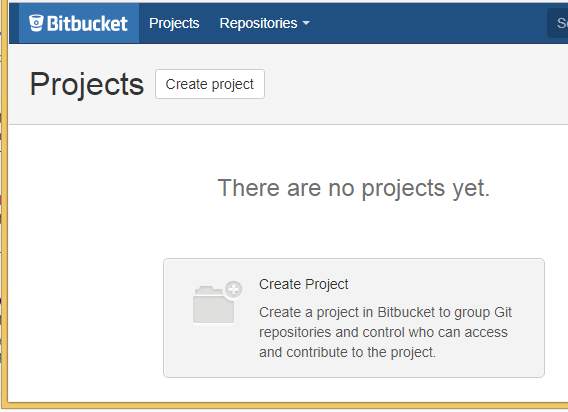 Bitbucket Projects Repositories
Projects Create project
There are no projects yet.
Create Project
Create a project in Bitbucket to group Git
repositories and control who can access
and contribute to the project.